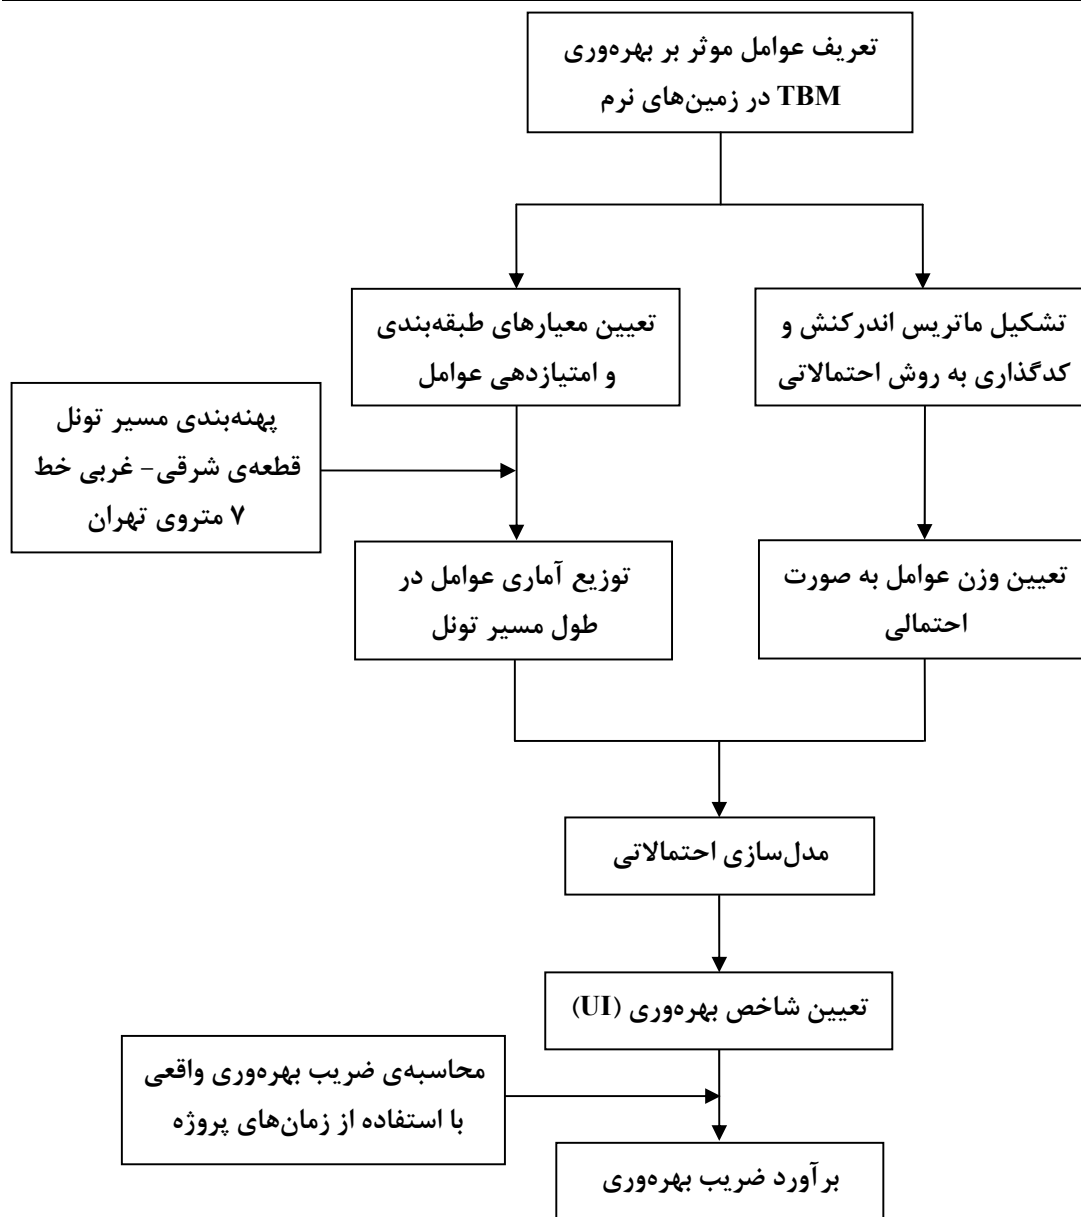 تعریف عوامل موثر بر بهره‌وری
TBM در زمین‌های نرم
تشکیل ماتریس اندرکنش و
کدگذاری به روش احتمالاتی
تعیین معیارهای طبقه‌بندی
و امتیازدهی عوامل
پهنه‌بندی مسیر تونل
قطعه‌ی شرقی- غربی خط
۷ متروی تهران
تعیین وزن عوامل به صورت
احتمالی
توزیع آماری عوامل در
طول مسیر تونل
مدل‌سازی احتمالاتی
تعیین شاخص بهره‌وری (UI)
محاسبه‌ی ضریب بهره‌وری واقعی
با استفاده از زمان‌های پروژه
برآورد ضریب بهره‌وری